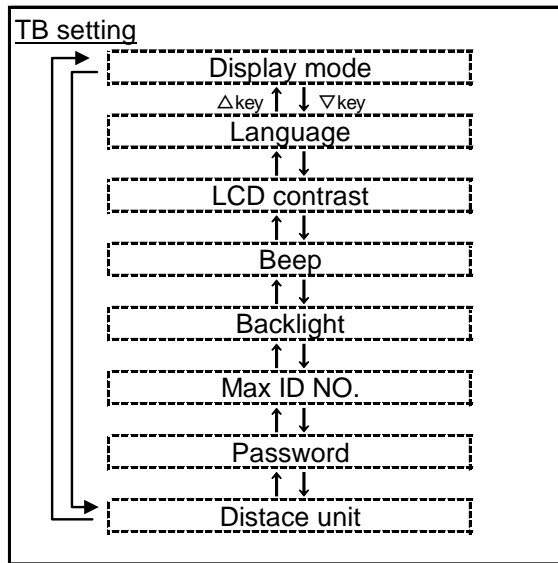 TB setting
Display mode
△key ▽key
Language
LCD contrast
Beep
Backlight
Max ID NO.
Password
Distace unit